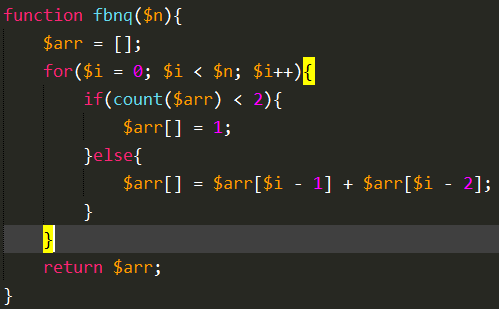 function fbnq($n){
    $arr = [];
    for($i = 0; $i < $n; $i++){
        if(count($arr) < 2){
            $arr[] = 1;
        }else{
            $arr[] = $arr[$i - 1] + $arr[$i - 2];
        }
    }
    return $arr;
}